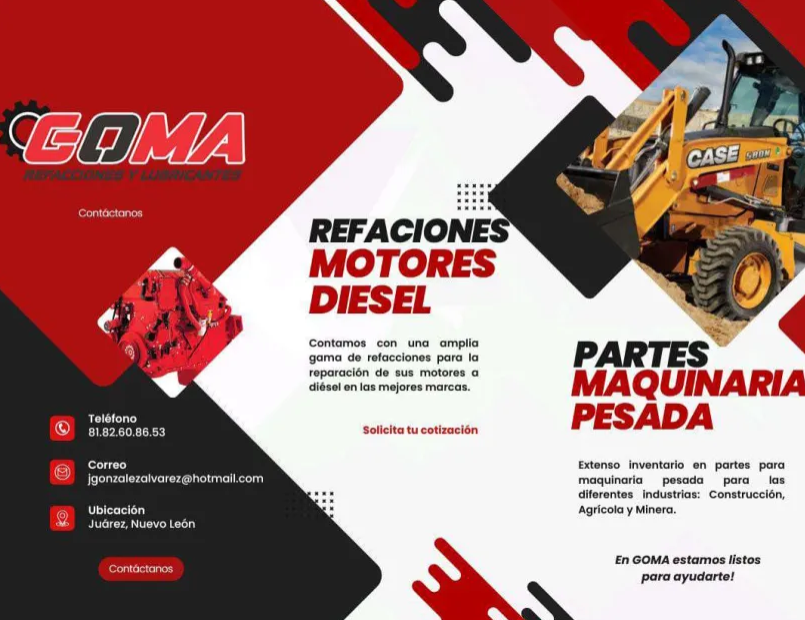 GOMA
REFACCIONES Y LUBRICANTES
Contáctanos
Teléfono
81.82.60.86.53
Correo
jgonzalezalvarez@hotmail.com
Ubicación
Juárez, Nuevo León
Contáctanos
REFACIONES
MOTORES
DIESEL
Contamos con una amplia
gama de refacciones para la
reparación de sus motores a
diésel en las mejores marcas.
Solicita tu cotización
CASE
PARTES
MAQUINARIA
PESADA
Extenso inventario en partes para
maquinaria pesada para las
diferentes industrias: Construcción,
Agrícola y Minera.
En GOMA estamos listos
para ayudarte!